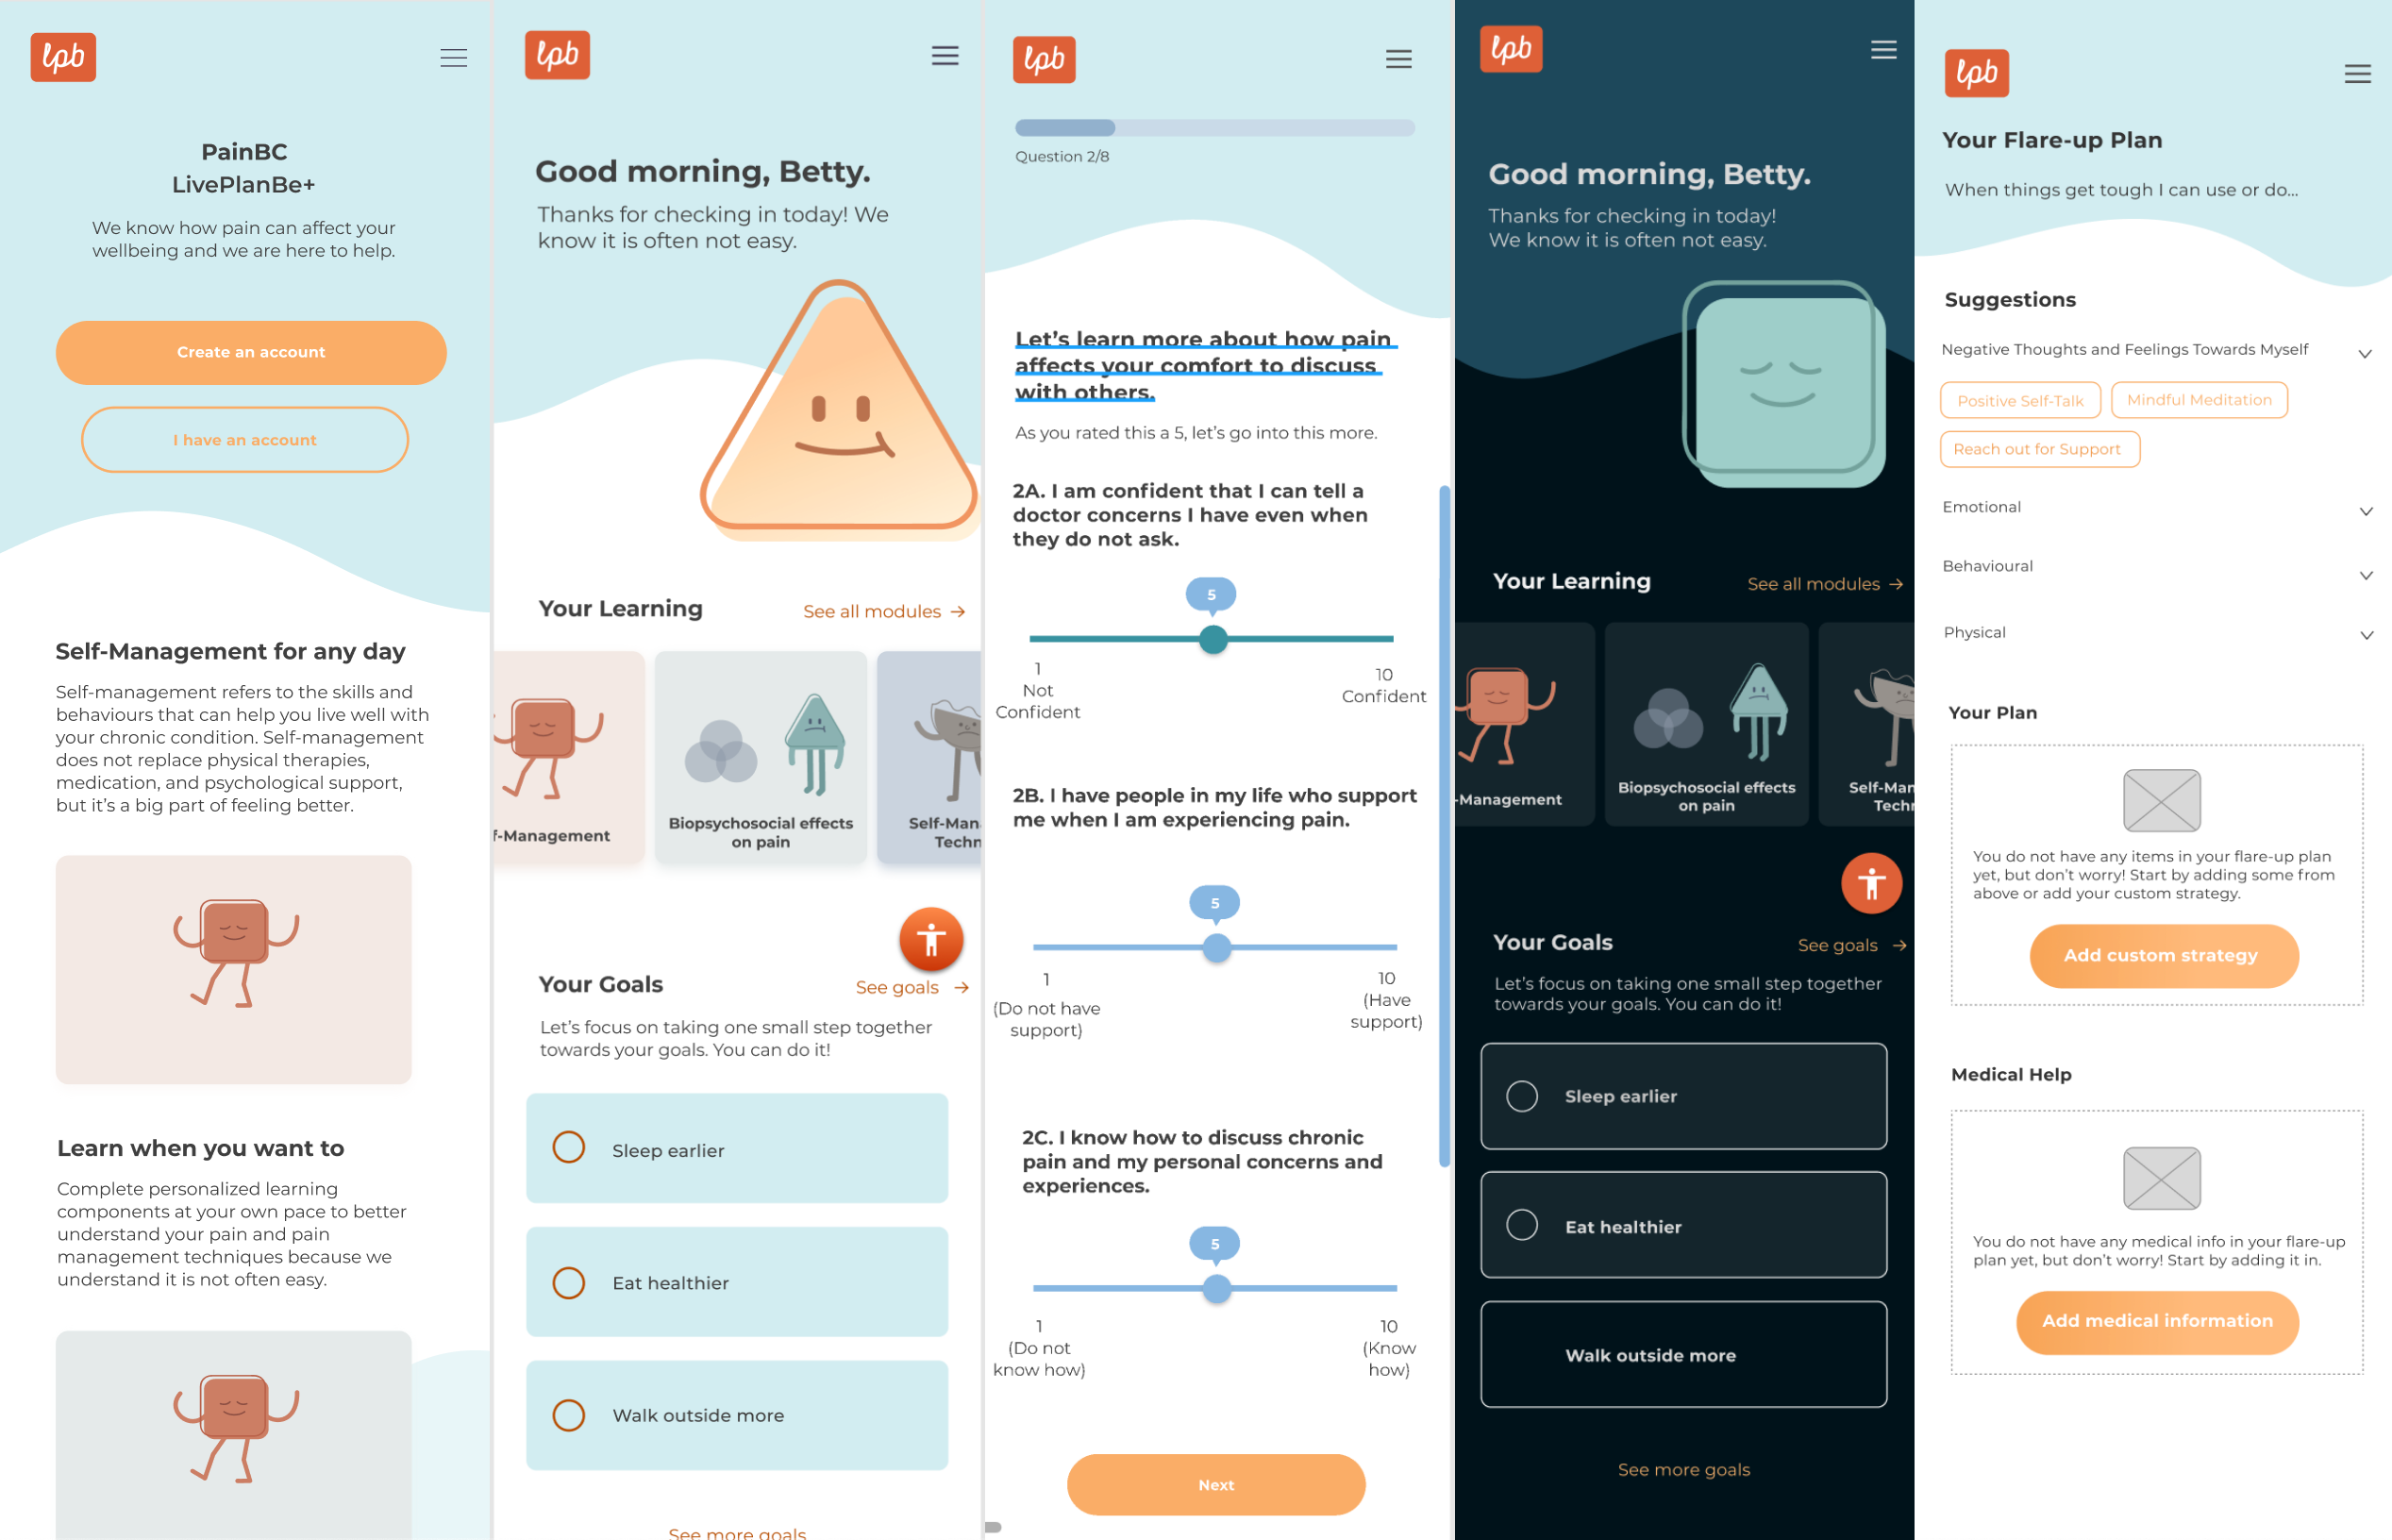 lpb
PainBC
LivePlanBe+
We know how pain can affect your
wellbeing and we are here to help.
Create an account
I have an account
Self-Management for any day
Self-management refers to the skills and
behaviours that can help you live well with
your chronic condition. Self-management
does not replace physical therapies,
medication, and psychological support,
but it's a big part of feeling better.
Learn when you want to
Complete personalized learning
components at your own pace to better
understand your pain and pain
management techniques because we
understand it is not often easy.
lpb
Good morning, Betty.
Thanks for checking in today! We
know it is often not easy.
Your Learning
See all modules →
f-Management
Biopsychosocial effects
on pain
Self-Man
Techn
Your Goals
See goals →
Let's focus on taking one small step together
towards your goals. You can do it!
Sleep earlier
Eat healthier
Walk outside more
See more goals
lpb
Question 2/8
Let's learn more about how pain
affects your comfort to discuss
with others.
As you rated this a 5, let's go into this more.
2A. I am confident that I can tell a
doctor concerns I have even when
they do not ask.
5
1
Not
Confident
10
Confident
2B. I have people in my life who support
me when I am experiencing pain.
5
1
(Do not have
support)
10
(Have
support)
2C. I know how to discuss chronic
pain and my personal concerns and
experiences.
5
1
(Do not
know how)
10
(Know
how)
Next
lpb
Good morning, Betty.
Thanks for checking in today!
We know it is often not easy.
Your Learning
See all modules →
-Management
Biopsychosocial effects
on pain
Self-Man
Techn
Your Goals
See goals →
Let's focus on taking one small step together
towards your goals. You can do it!
Sleep earlier
Eat healthier
Walk outside more
See more goals
lpb
Your Flare-up Plan
When things get tough I can use or do...
Suggestions
Negative Thoughts and Feelings Towards Myself
Positive Self-Talk
Mindful Meditation
Reach out for Support
Emotional
Behavioural
Physical
Your Plan
You do not have any items in your flare-up plan
yet, but don't worry! Start by adding some from
above or add your custom strategy.
Add custom strategy
Medical Help
You do not have any medical info in your flare-up
plan yet, but don't worry! Start by adding it in.
Add medical information